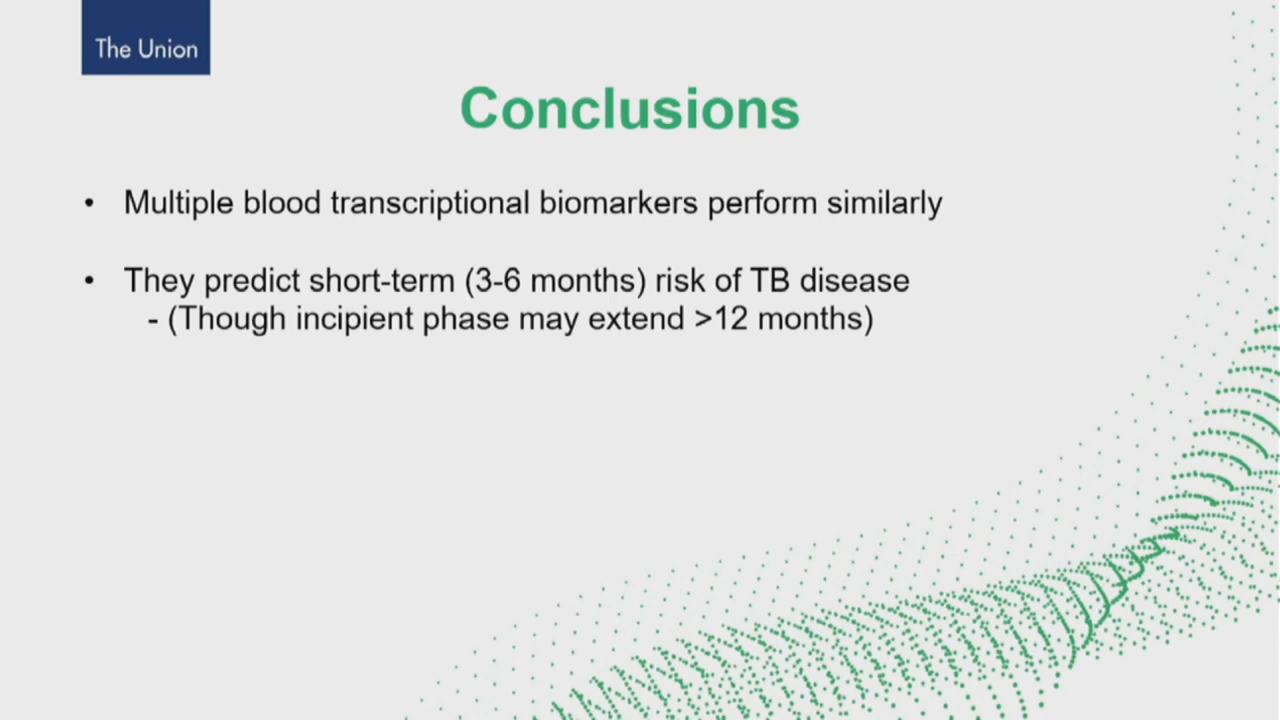 The Union
Conclusions
• Multiple blood transcriptional biomarkers perform similarly
• They predict short-term (3-6 months) risk of TB disease
- (Though incipient phase may extend >12 months)